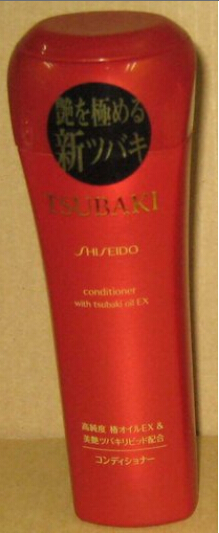 艶を極める
新ツバキ
TSUBAKI
SHISEIDO
conditioner
with tsubaki oil EX
高純度 椿オイルEX &
美艶ツバキリピッド配合
コンディショナー